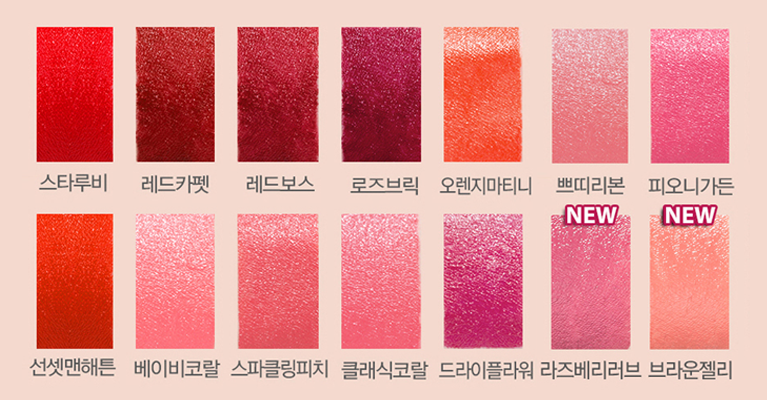 스타루비
레드카펫
레드보스
로즈브릭
오렌지마티니
쁘띠리본
피오니가든
NEW
NEW
선셋맨해튼
베이비코랄
스파클링피치
클래식코랄
드라이플라워
라즈베리러브
브라운젤리